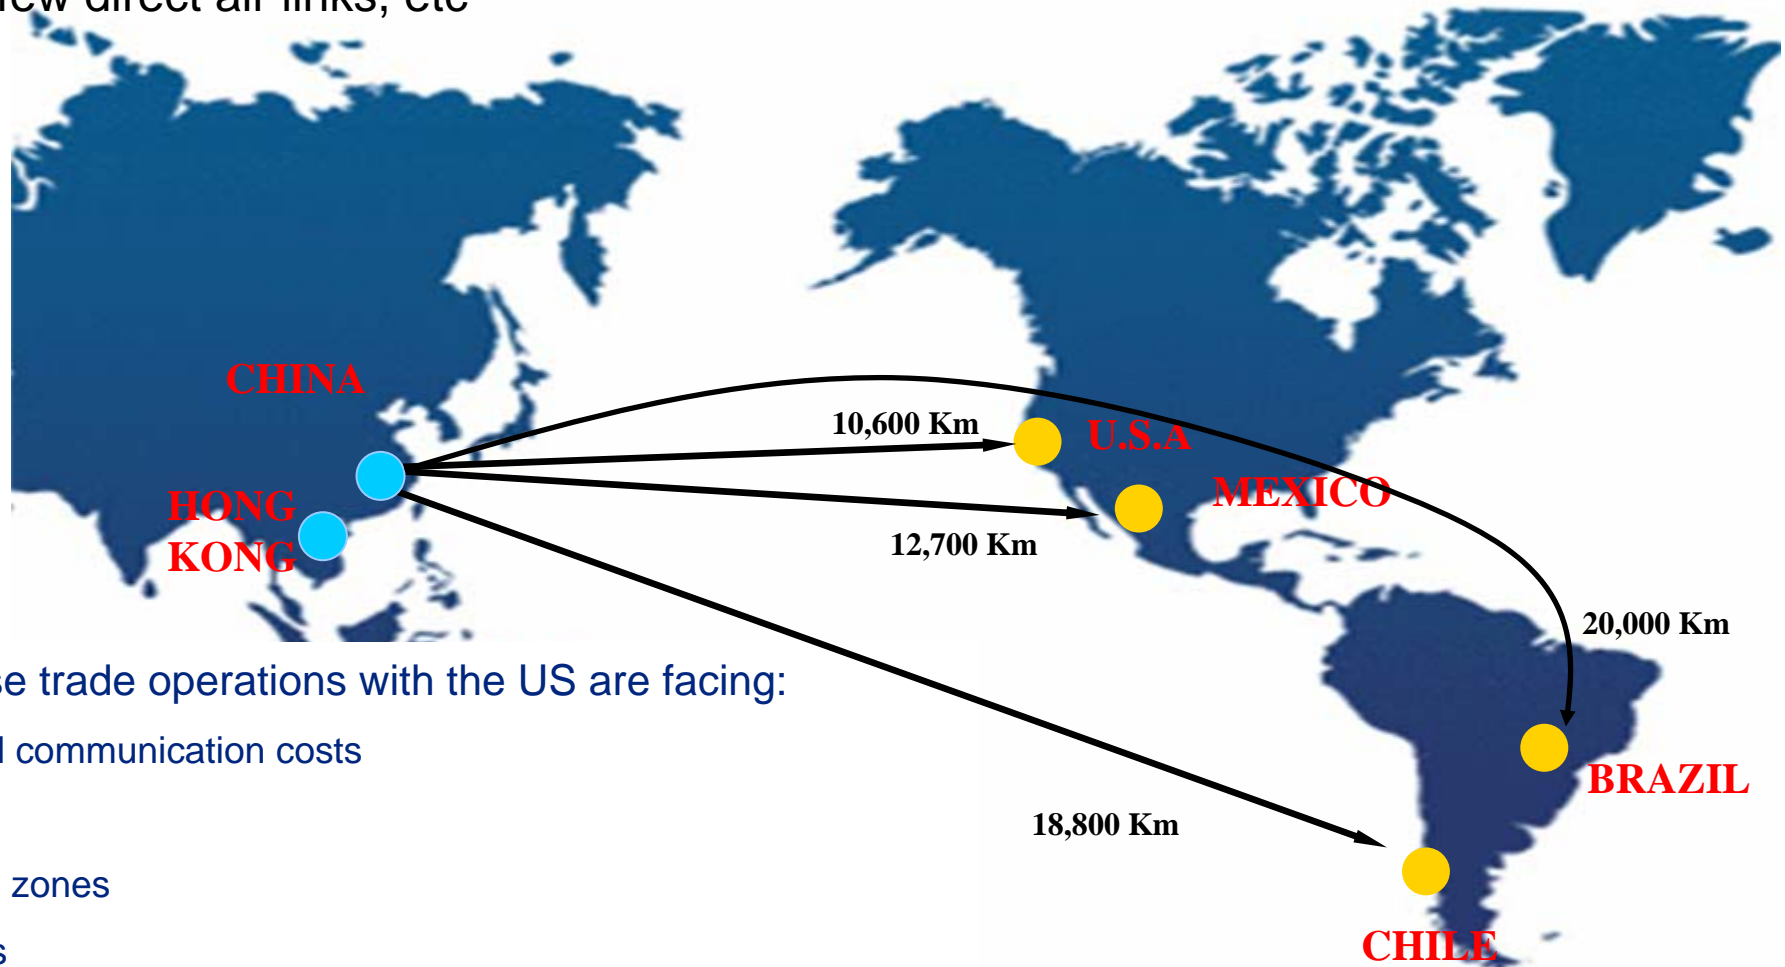 few direct air links, etc
CHINA
10,600 Km
U.S.A
HONG
KONG
MEXICO
12,700 Km
20,000 Km
trade operations with the US are facing:
communication costs
BRAZIL
18,800 Km
zones
CHILE